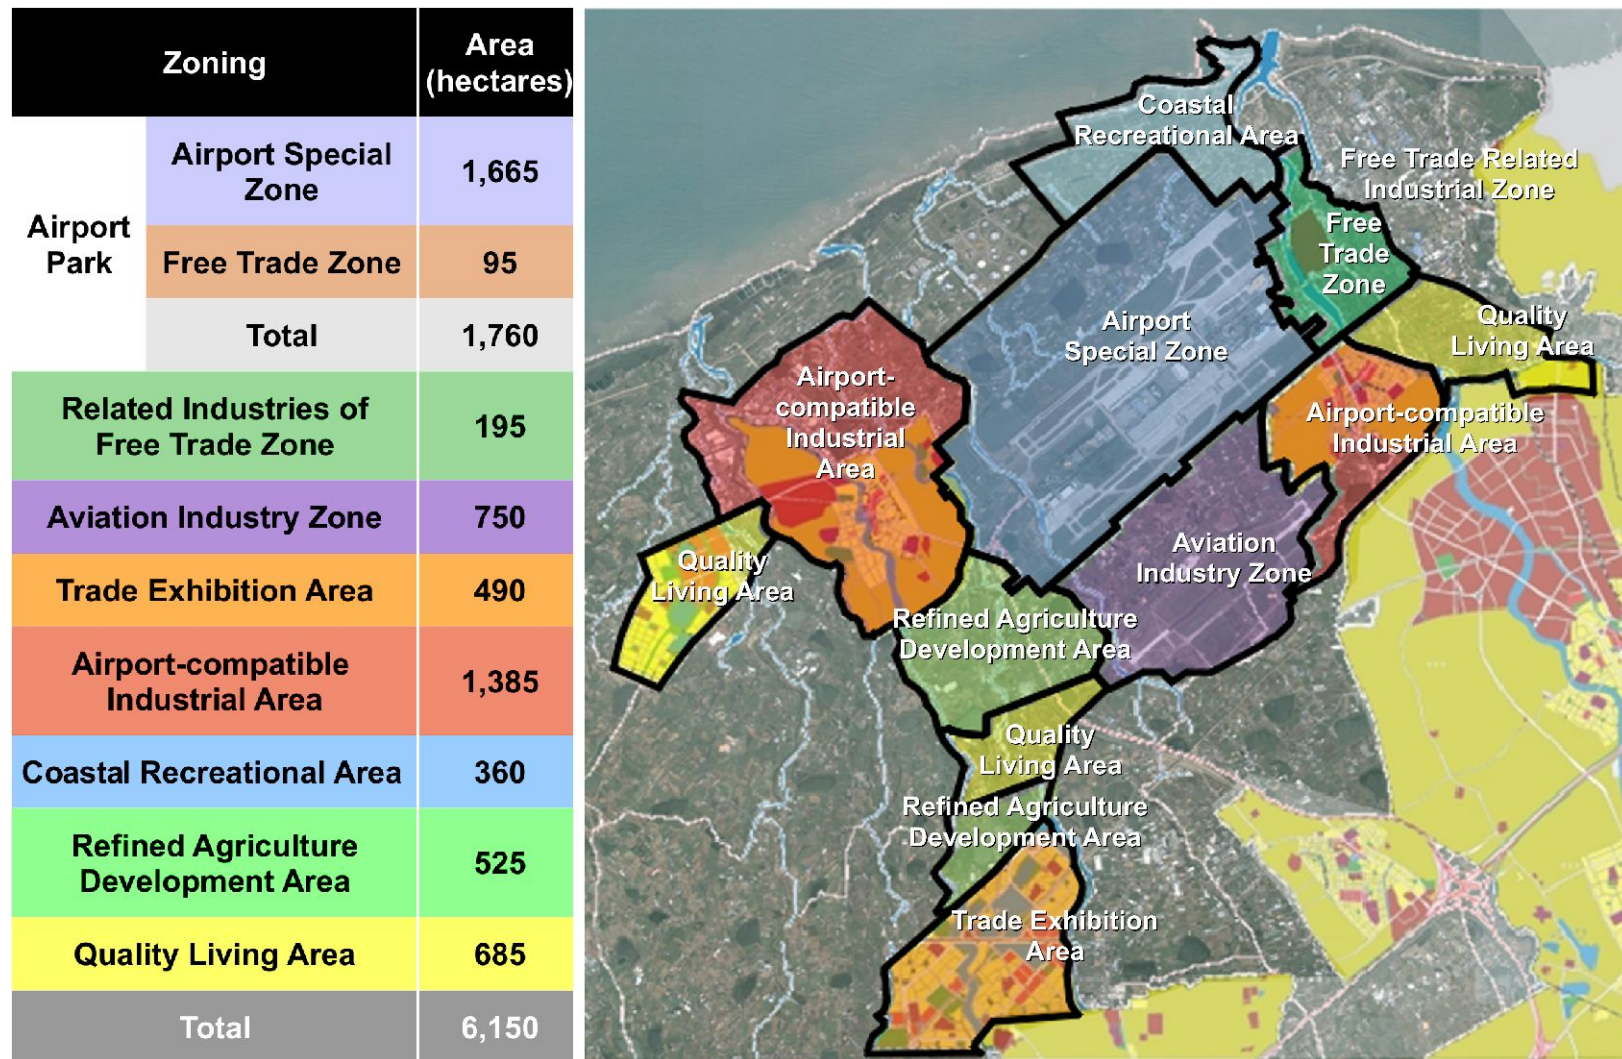 Zoning
Area
(hectares)
Airport
Park
Airport Special
Zone
1,665
Free Trade Zone
95
Total
1,760
Related Industries of
Free Trade Zone
195
Aviation Industry Zone
750
Trade Exhibition Area
490
Airport-compatible
Industrial Area
1,385
Coastal Recreational Area
360
Refined Agriculture
Development Area
525
Quality Living Area
685
Total
6,150
Coastal
Recreational Area
Free Trade Related
Industrial Zone
Free
Trade
Zone
Quality
Living Area
Airport
Special Zone
Airport-
compatible
Industrial
Area
Airport-compatible
Industrial Area
Aviation
Industry Zone
Quality
Living Area
Refined Agriculture
Development Area
Quality
Living Area
Refined Agriculture
Development Area
Trade Exhibition
Area